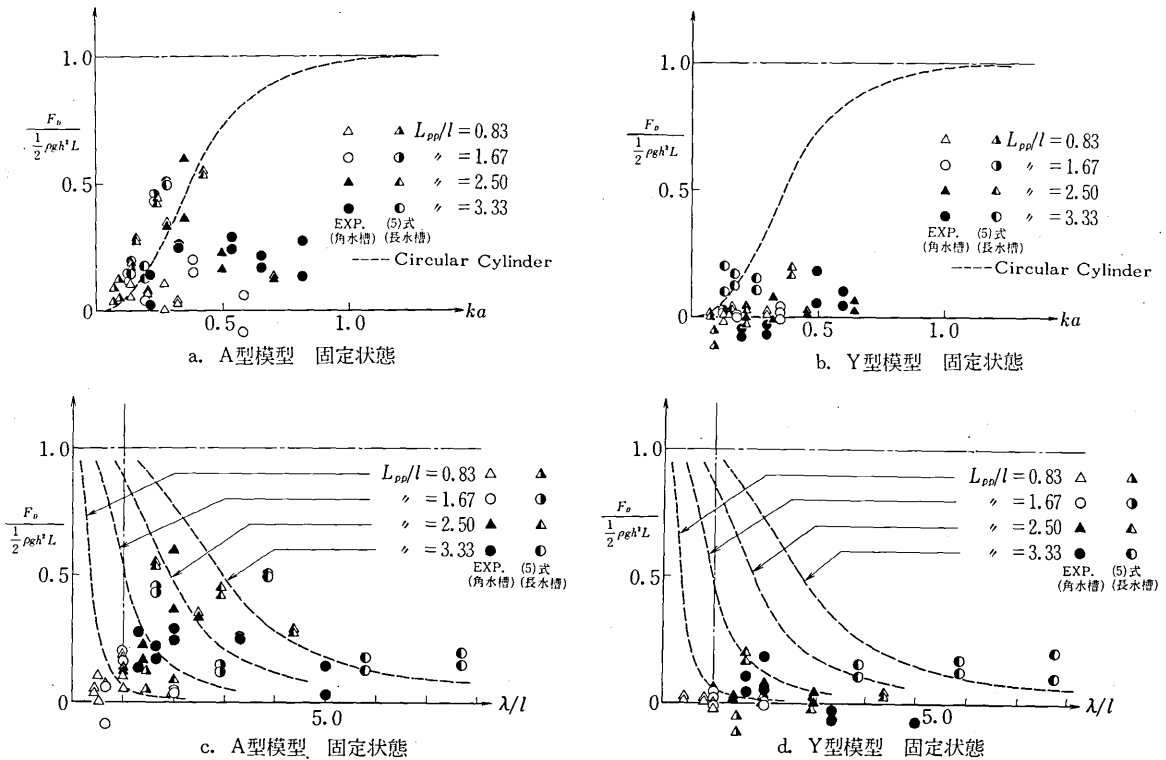 1.0
F_D
½ρgh²L
0.5
0
△ ◮ L_pp/l=0.83
○ ◑ 〃 =1.67
▲ ◭ 〃 =2.50
● ◐ 〃 =3.33
EXP. (5)式
(角水槽) (長水槽)
---- Circular Cylinder
0.5 1.0 ka
a. A型模型 固定状態
1.0
F_D
½ρgh²L
0.5
0
△ ◮ L_pp/l=0.83
○ ◑ 〃 =1.67
▲ ◭ 〃 =2.50
● ◐ 〃 =3.33
EXP. (5)式
(角水槽) (長水槽)
---- Circular Cylinder
0.5 1.0 ka
b. Y型模型 固定状態
1.0
F_D
½ρgh²L
0.5
0
L_pp/l=0.83 △ ◮
〃 =1.67 ○ ◑
〃 =2.50 ▲ ◭
〃 =3.33 ● ◐
EXP. (5)式
(角水槽) (長水槽)
5.0 λ/l
c. A型模型. 固定状態
1.0
F_D
½ρgh²L
0.5
0
L_pp/l=0.83 △ ◮
〃 =1.67 ○ ◑
〃 =2.50 ▲ ◭
〃 =3.33 ● ◐
EXP. (5)式
(角水槽) (長水槽)
5.0 λ/l
d. Y型模型 固定状態